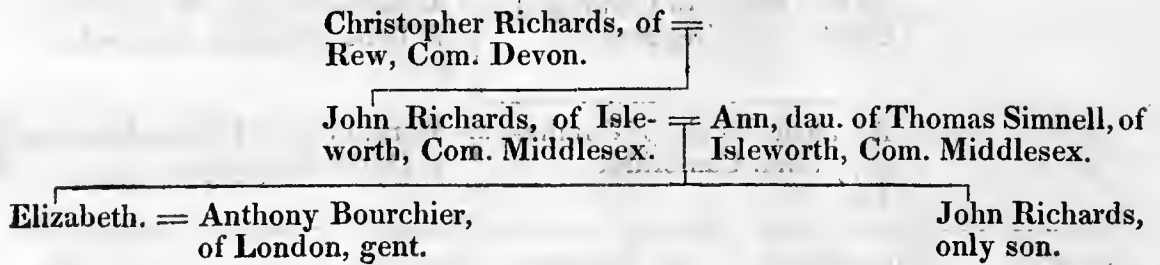 Christopher Richards, of =
Rew, Com. Devon.
John Richards, of Isle- = Ann, dau. of Thomas Simnell, of
worth, Com. Middlesex. Isleworth, Com. Middlesex.
Elizabeth. = Anthony Bourchier, John Richards,
of London, gent. only son.